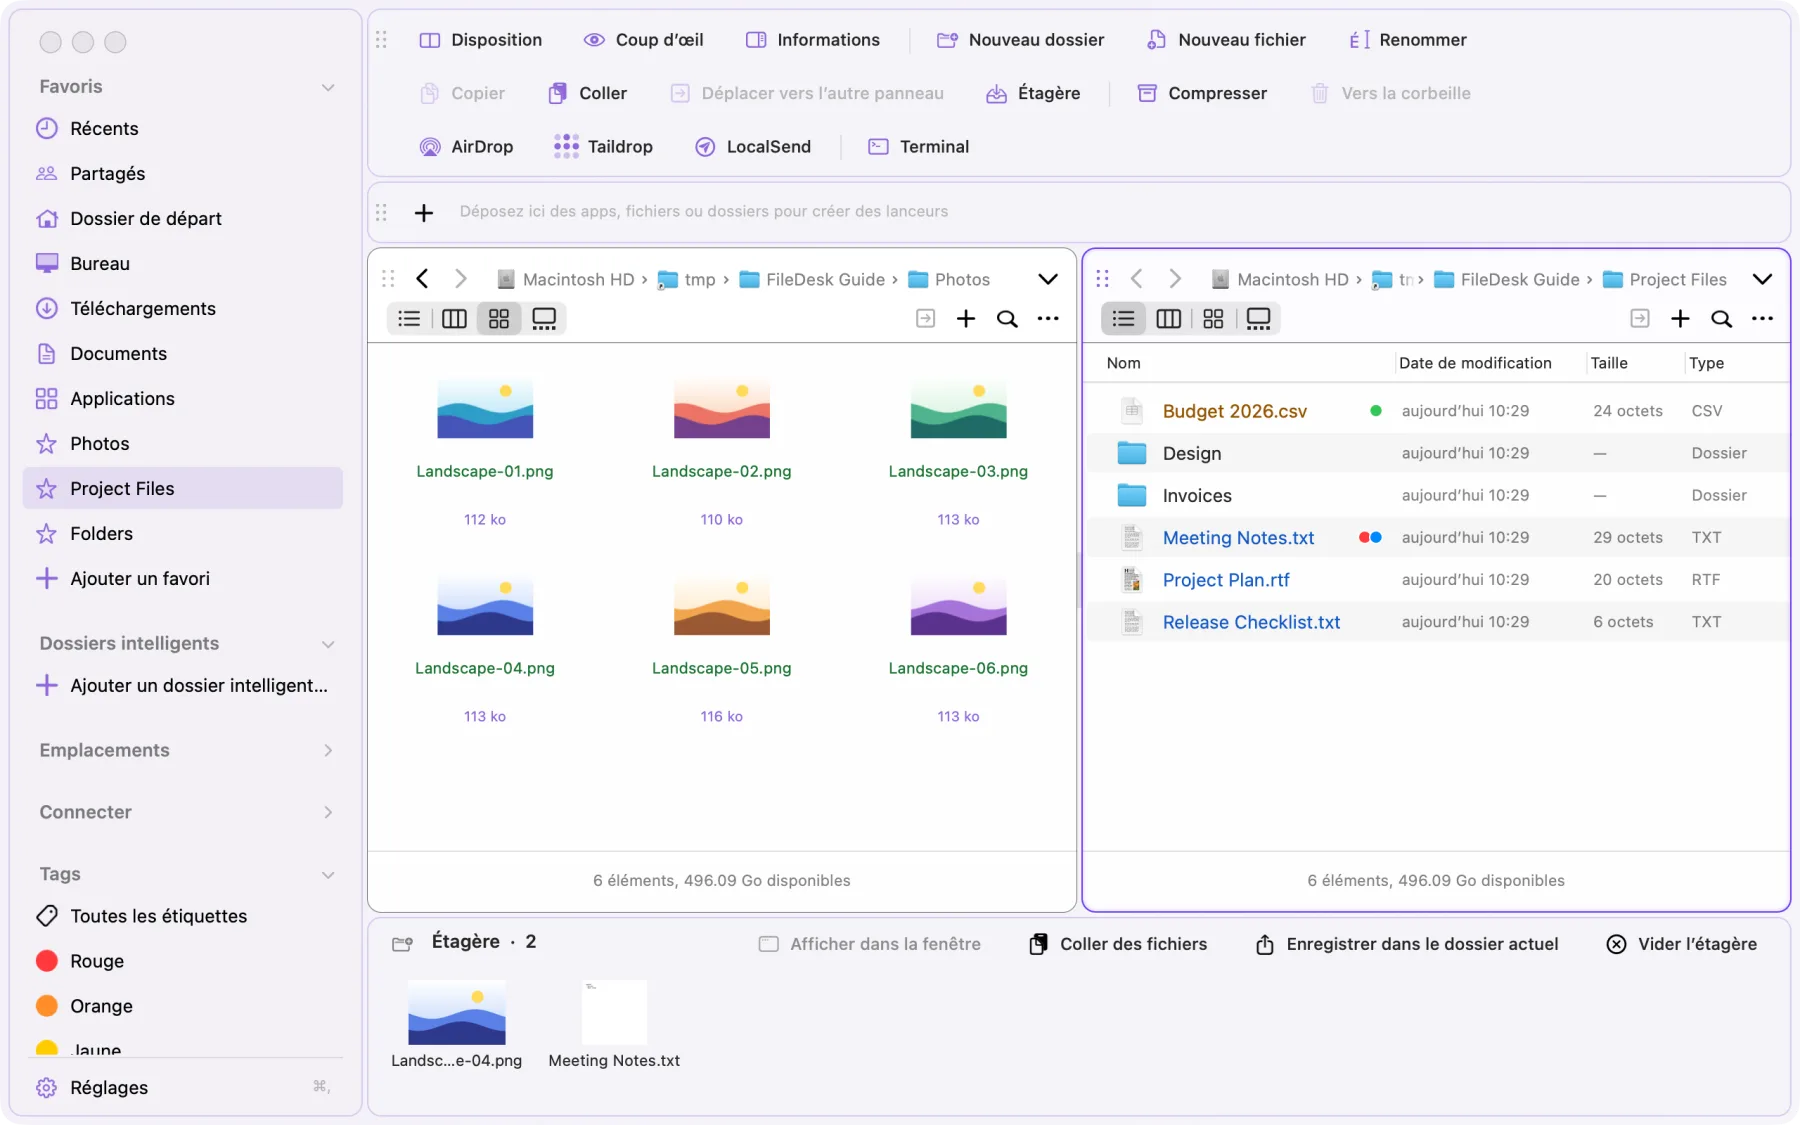 Favoris
Récents
Partagés
Dossier de départ
Bureau
Téléchargements
Documents
Applications
Photos
Project Files
Folders
Ajouter un favori
Dossiers intelligents
Ajouter un dossier intelligent...
Emplacements
Connecter
Tags
Toutes les étiquettes
Rouge
Orange
Jaune
Réglages ⌘,
Disposition Coup d’œil Informations Nouveau dossier Nouveau fichier Renommer
Copier Coller Déplacer vers l’autre panneau Étagère Compresser Vers la corbeille
AirDrop Taildrop LocalSend Terminal
Déposez ici des apps, fichiers ou dossiers pour créer des lanceurs
Macintosh HD › tmp › FileDesk Guide › Photos
Landscape-01.png Landscape-02.png Landscape-03.png
112 ko 110 ko 113 ko
Landscape-04.png Landscape-05.png Landscape-06.png
113 ko 116 ko 113 ko
6 éléments, 496.09 Go disponibles
Macintosh HD › tn› FileDesk Guide › Project Files
Nom Date de modification Taille Type
Budget 2026.csv aujourd’hui 10:29 24 octets CSV
Design aujourd’hui 10:29 — Dossier
Invoices aujourd’hui 10:29 — Dossier
Meeting Notes.txt aujourd’hui 10:29 29 octets TXT
Project Plan.rtf aujourd’hui 10:29 20 octets RTF
Release Checklist.txt aujourd’hui 10:29 6 octets TXT
6 éléments, 496.09 Go disponibles
Étagère · 2 Afficher dans la fenêtre Coller des fichiers Enregistrer dans le dossier actuel Vider l’étagère
Landsc...e-04.png Meeting Notes.txt